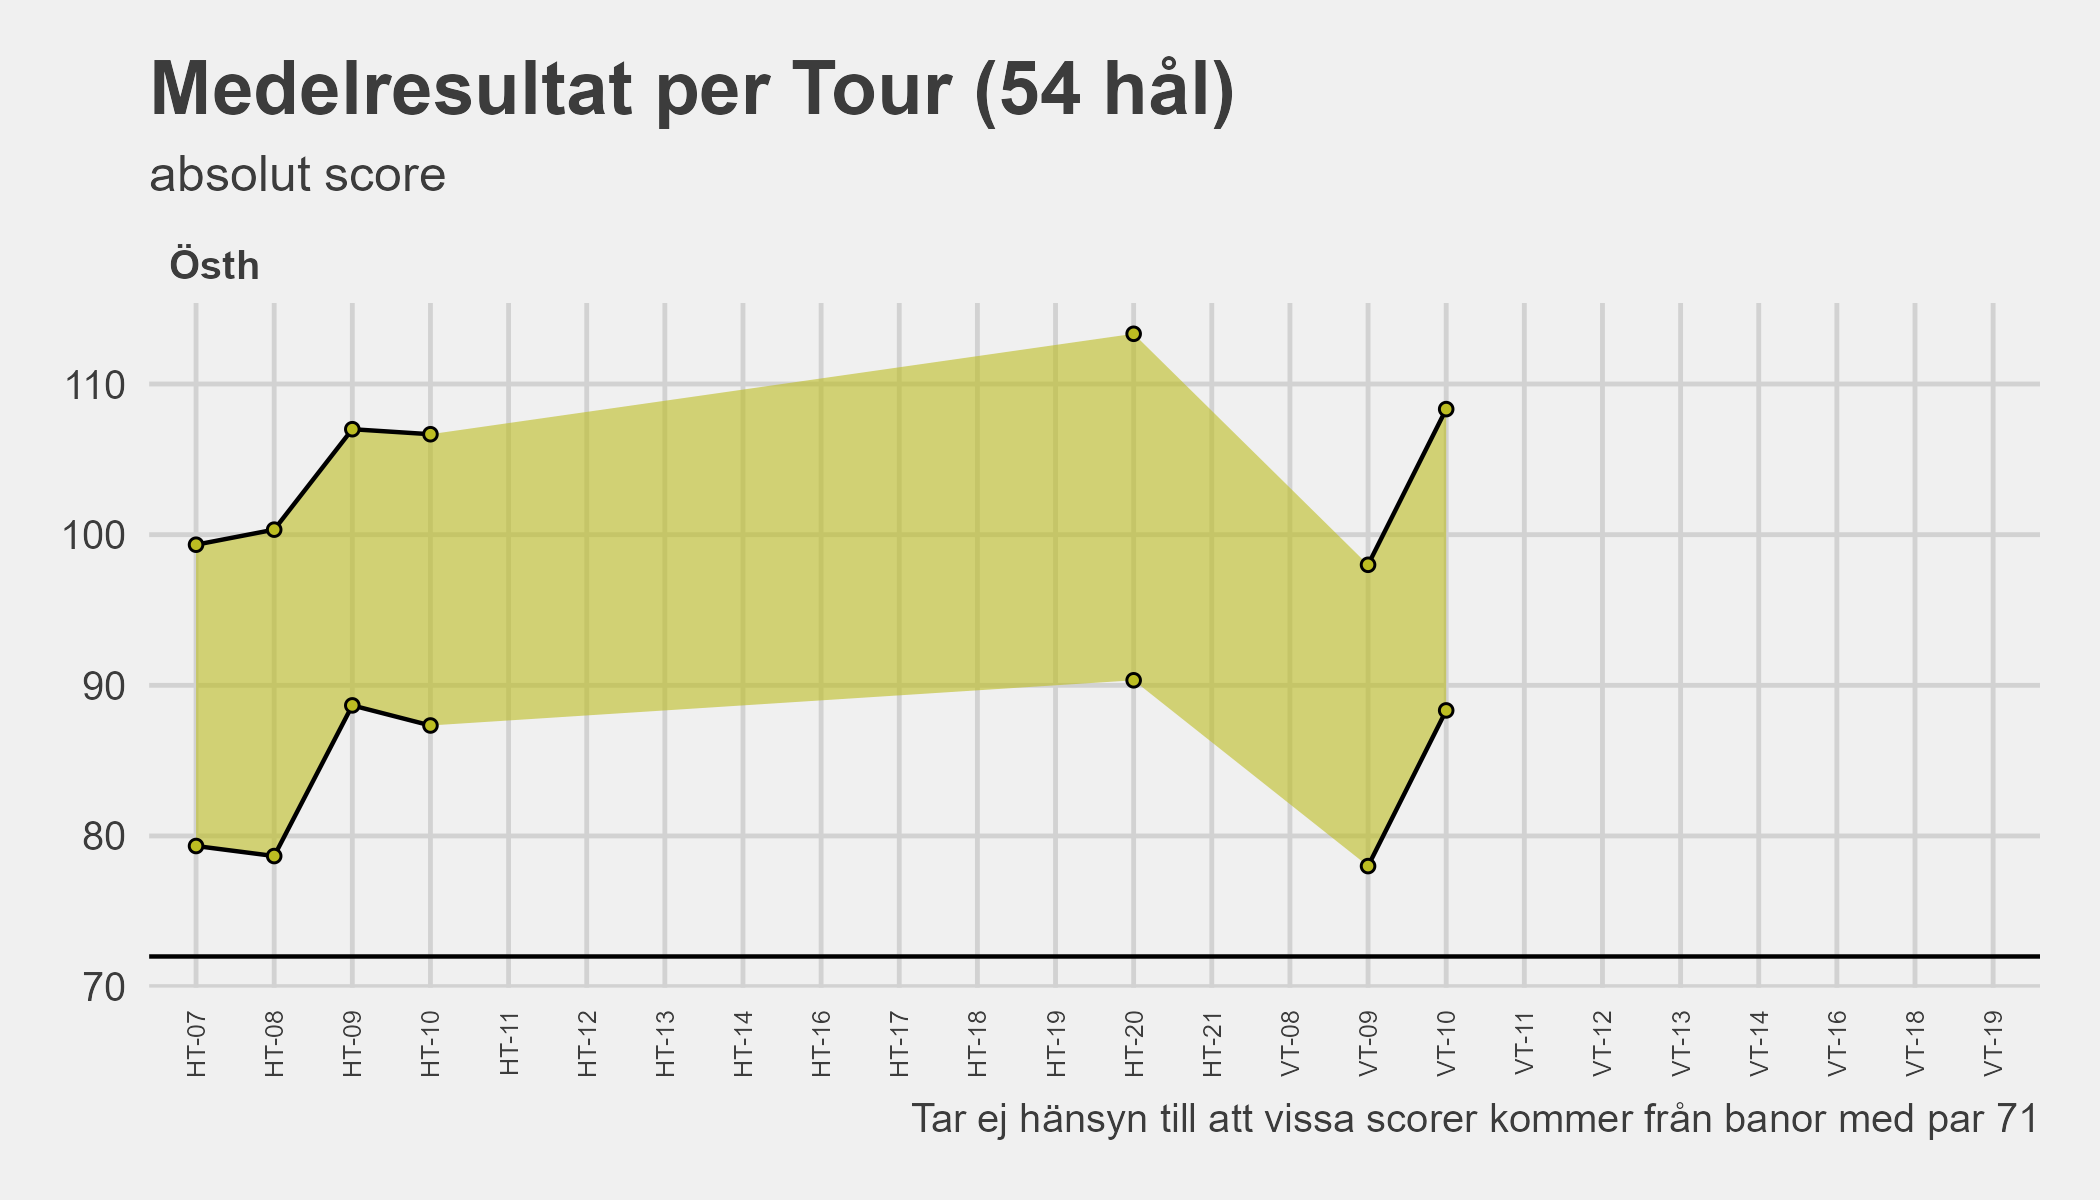 Medelresultat per Tour (54 hål)
absolut score
Östh
110
100
90
80
70
HT-07
HT-08
HT-09
HT-10
HT-11
HT-12
HT-13
HT-14
HT-16
HT-17
HT-18
HT-19
HT-20
HT-21
VT-08
VT-09
VT-10
VT-11
VT-12
VT-13
VT-14
VT-16
VT-18
VT-19
Tar ej hänsyn till att vissa scorer kommer från banor med par 71